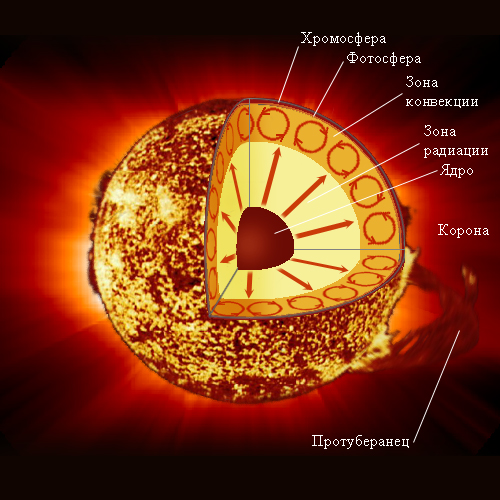 Хромосфера
Фотосфера
Зона
конвекции
Зона
радиации
Ядро
Корона
Протуберанец